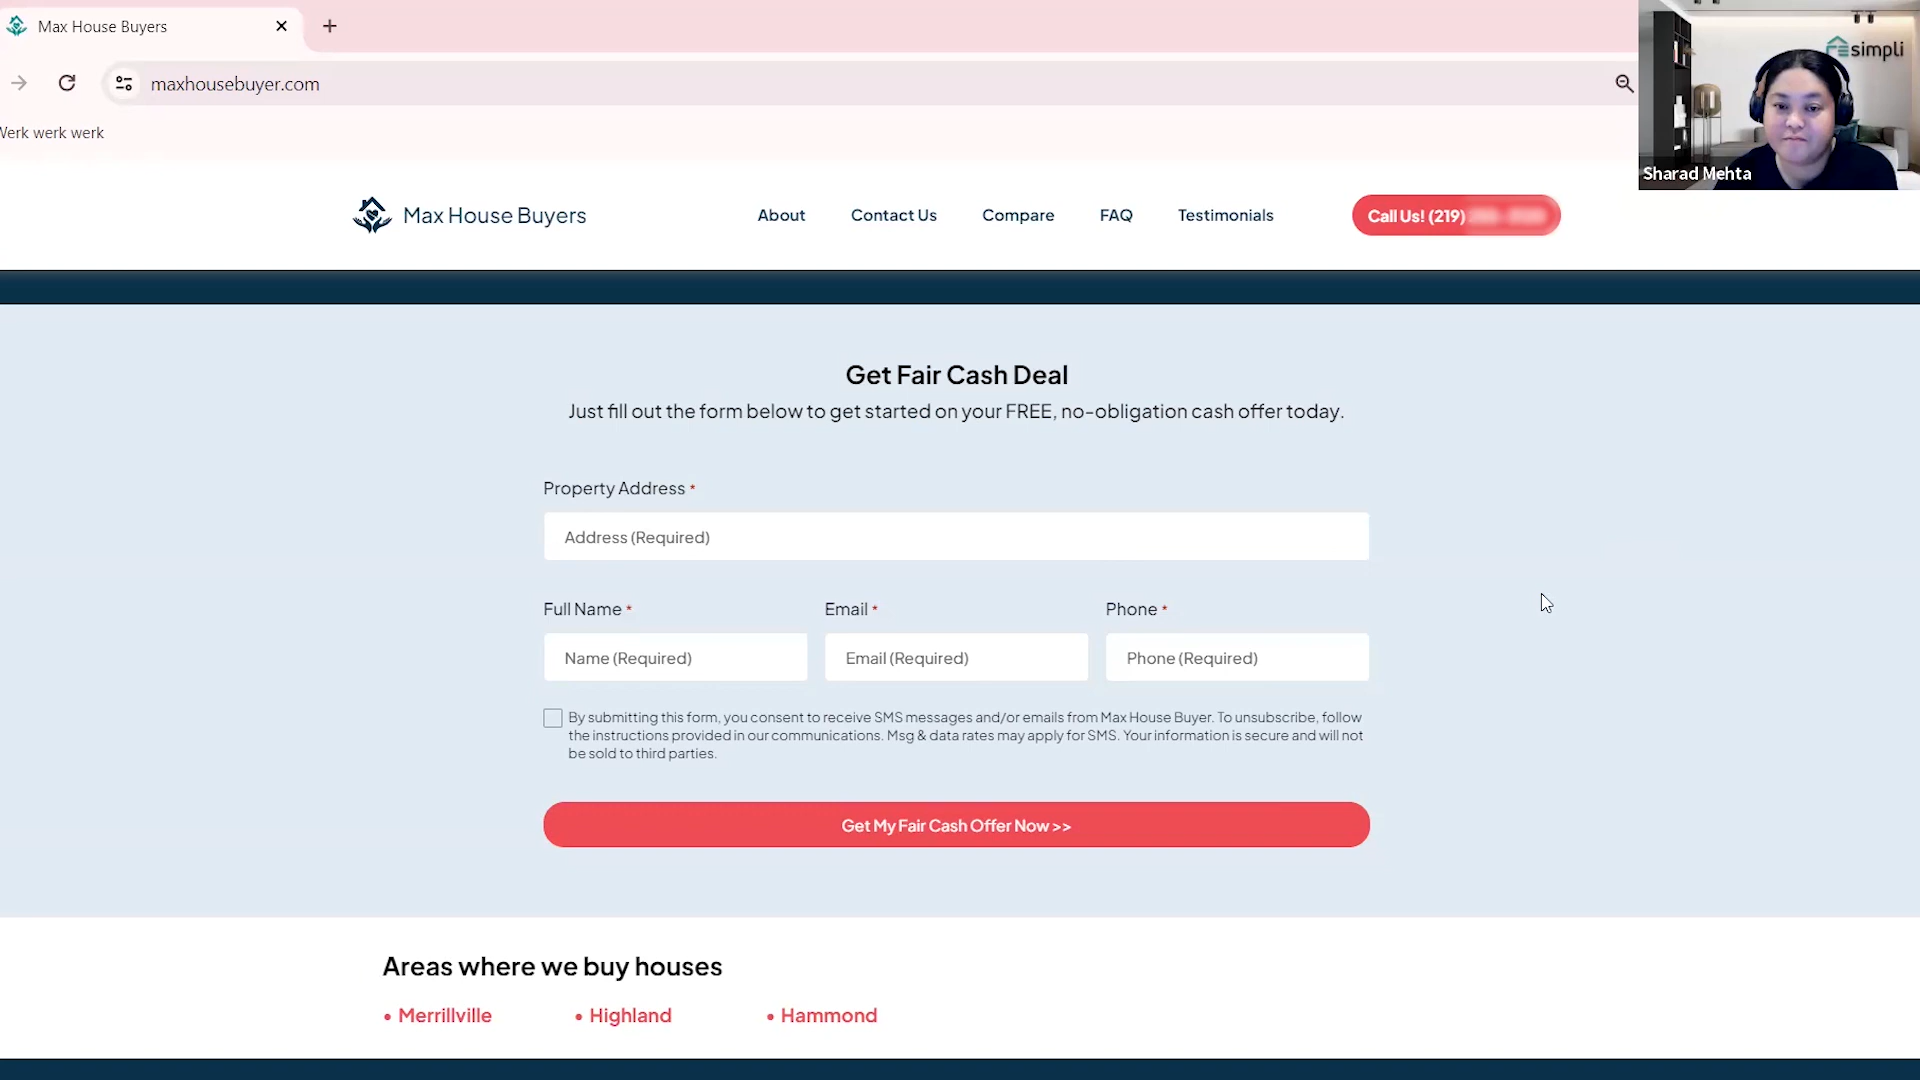 Max House Buyers
maxhousebuyer.com
Werk werk werk
simpli
Sharad Mehta
Max House Buyers
About
Contact Us
Compare
FAQ
Testimonials
Call Us! (219)
Get Fair Cash Deal
Just fill out the form below to get started on your FREE, no-obligation cash offer today.
Property Address *
Address (Required)
Full Name *
Email *
Phone *
Name (Required)
Email (Required)
Phone (Required)
By submitting this form, you consent to receive SMS messages and/or emails from Max House Buyer. To unsubscribe, follow
the instructions provided in our communications. Msg & data rates may apply for SMS. Your information is secure and will not
be sold to third parties.
Get My Fair Cash Offer Now >>
Areas where we buy houses
• Merrillville
• Highland
• Hammond